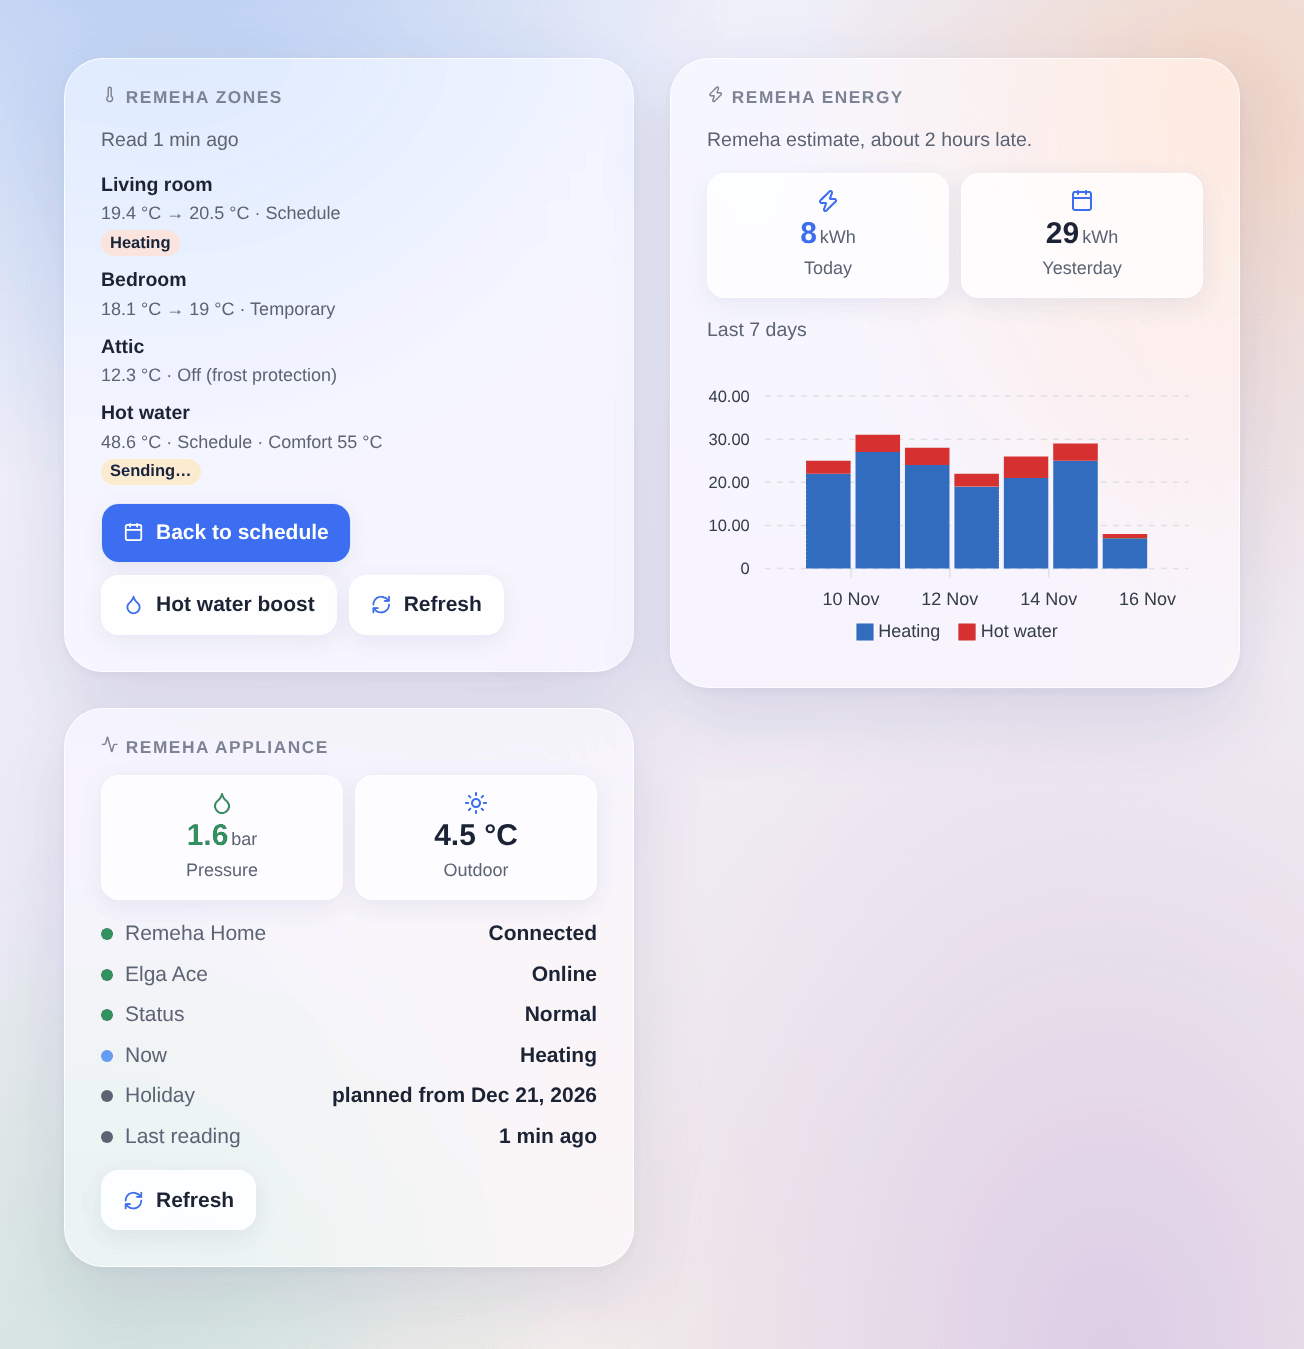 REMEHA ZONES
Read 1 min ago
Living room
19.4 °C → 20.5 °C · Schedule
Heating
Bedroom
18.1 °C → 19 °C · Temporary
Attic
12.3 °C · Off (frost protection)
Hot water
48.6 °C · Schedule · Comfort 55 °C
Sending…
Back to schedule
Hot water boost
Refresh
REMEHA ENERGY
Remeha estimate, about 2 hours late.
8 kWh
Today
29 kWh
Yesterday
Last 7 days
40.00
30.00
20.00
10.00
0
10 Nov 12 Nov 14 Nov 16 Nov
Heating Hot water
REMEHA APPLIANCE
1.6 bar
Pressure
4.5 °C
Outdoor
Remeha Home Connected
Elga Ace Online
Status Normal
Now Heating
Holiday planned from Dec 21, 2026
Last reading 1 min ago
Refresh